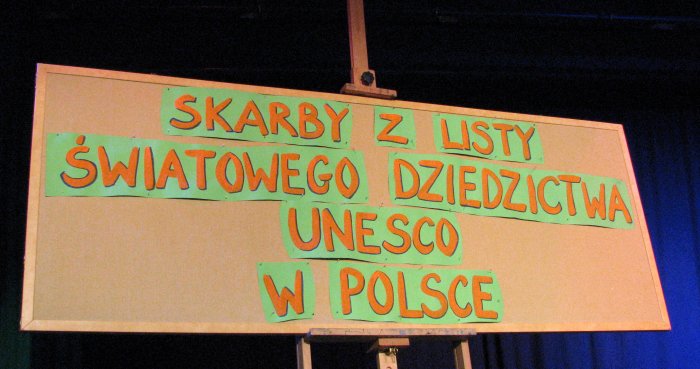 SKARBY Z LISTY
ŚWIATOWEGO DZIEDZICTWA
UNESCO
W POLSCE